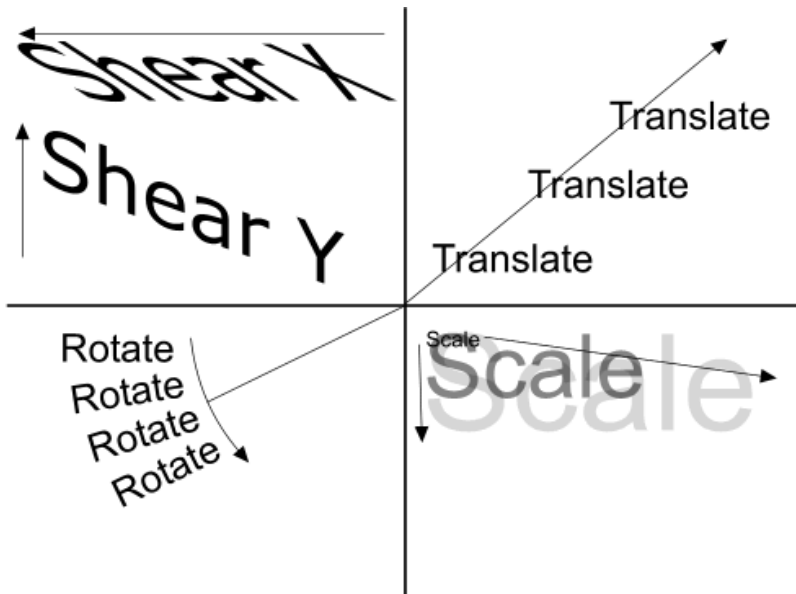 Shear X
Shear Y
Translate
Translate
Translate
Rotate
Rotate
Rotate
Rotate
Scale
Scale
Scale